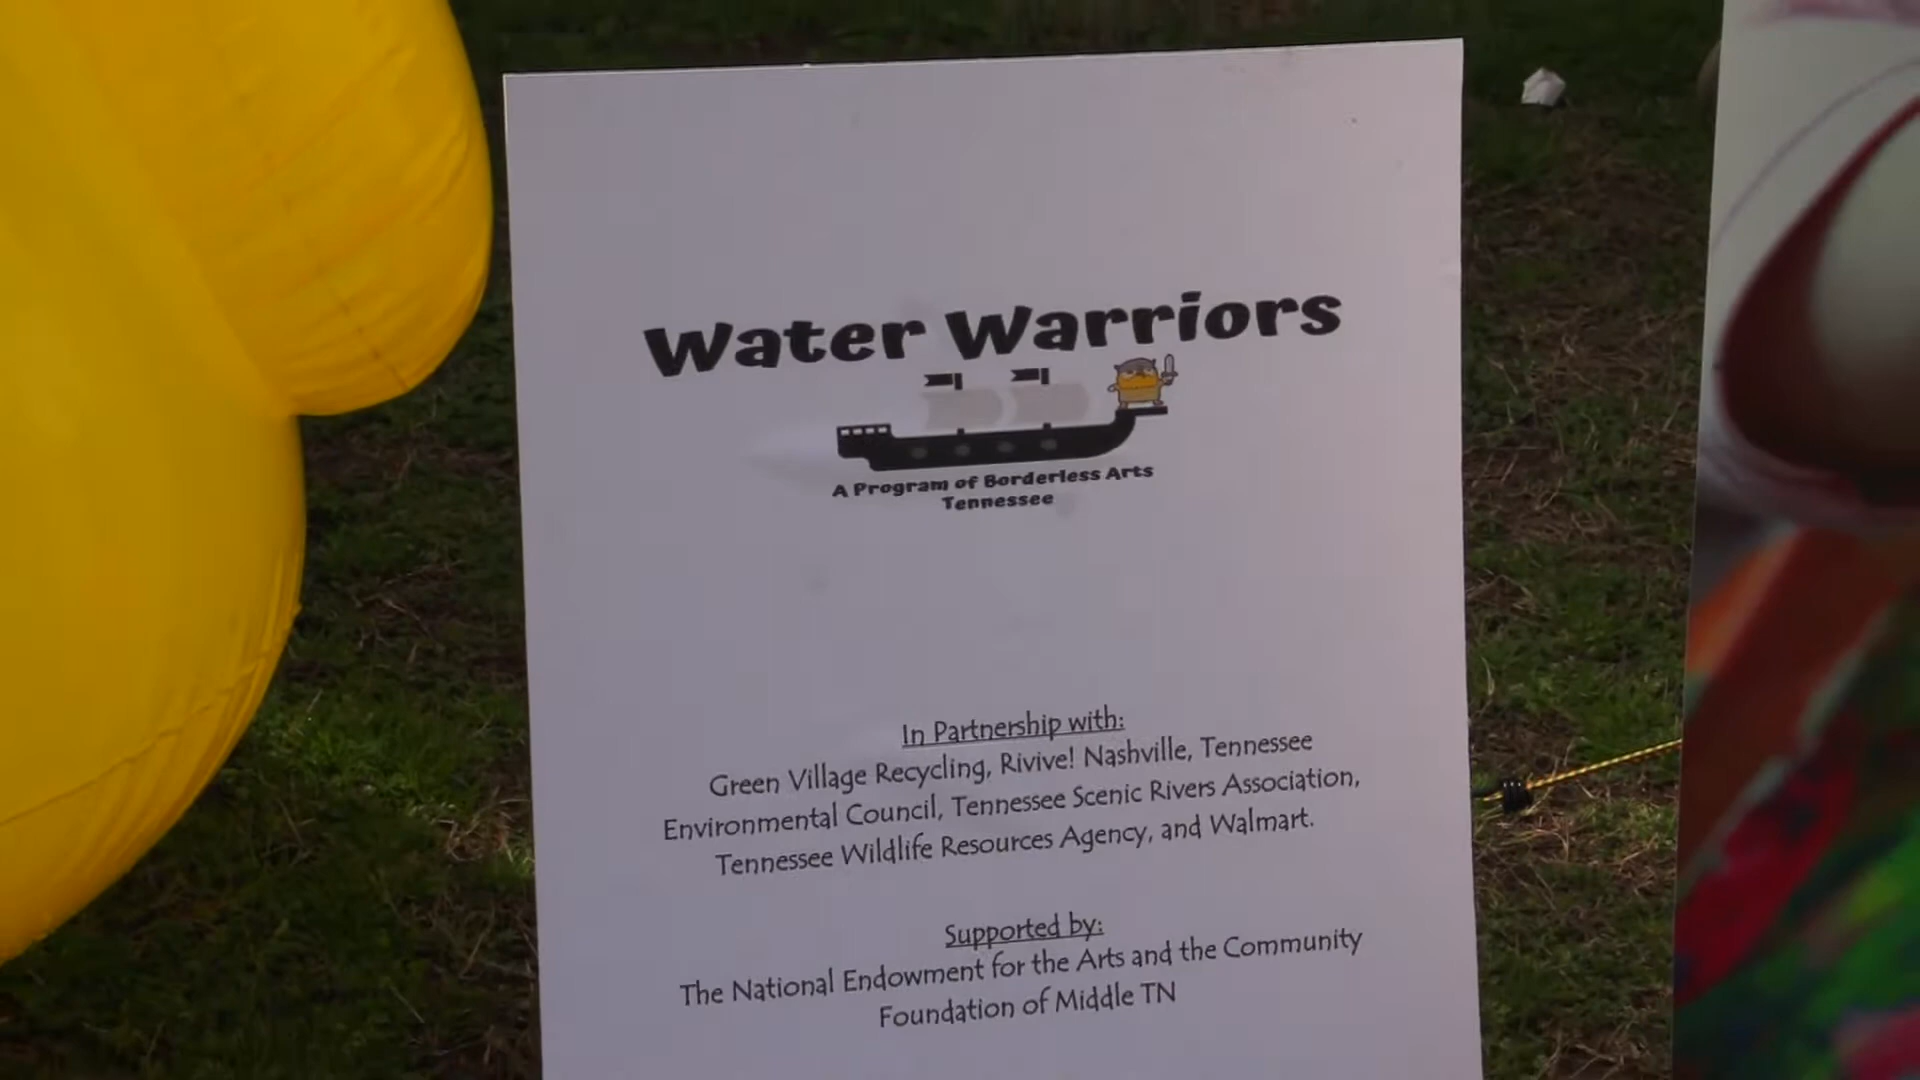 Water Warriors
A Program of Borderless Arts
Tennessee
In Partnership with:
Green Village Recycling, Rivive! Nashville, Tennessee
Environmental Council, Tennessee Scenic Rivers Association,
Tennessee Wildlife Resources Agency, and Walmart.
Supported by:
The National Endowment for the Arts and the Community
Foundation of Middle TN